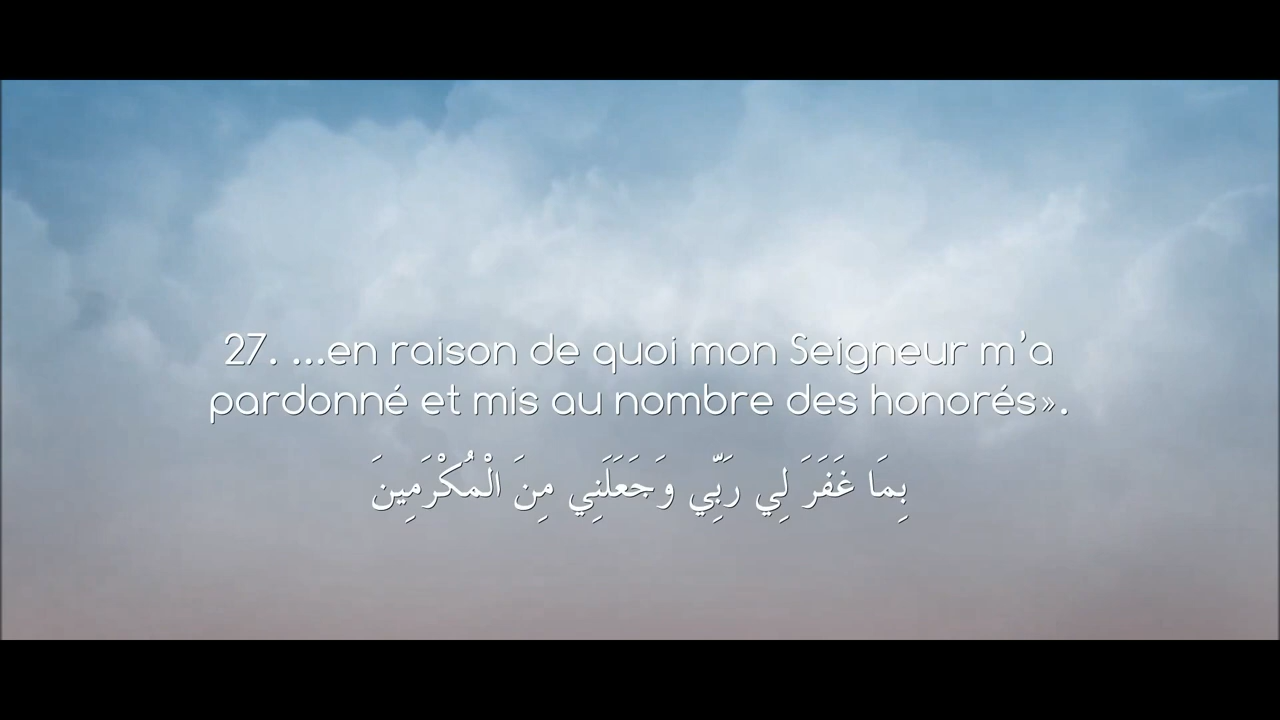 27. ...en raison de quoi mon Seigneur m'a
pardonné et mis au nombre des honorés».
بِمَا غَفَرَ لِي رَبِّي وَجَعَلَنِي مِنَ الْمُكْرَمِينَ